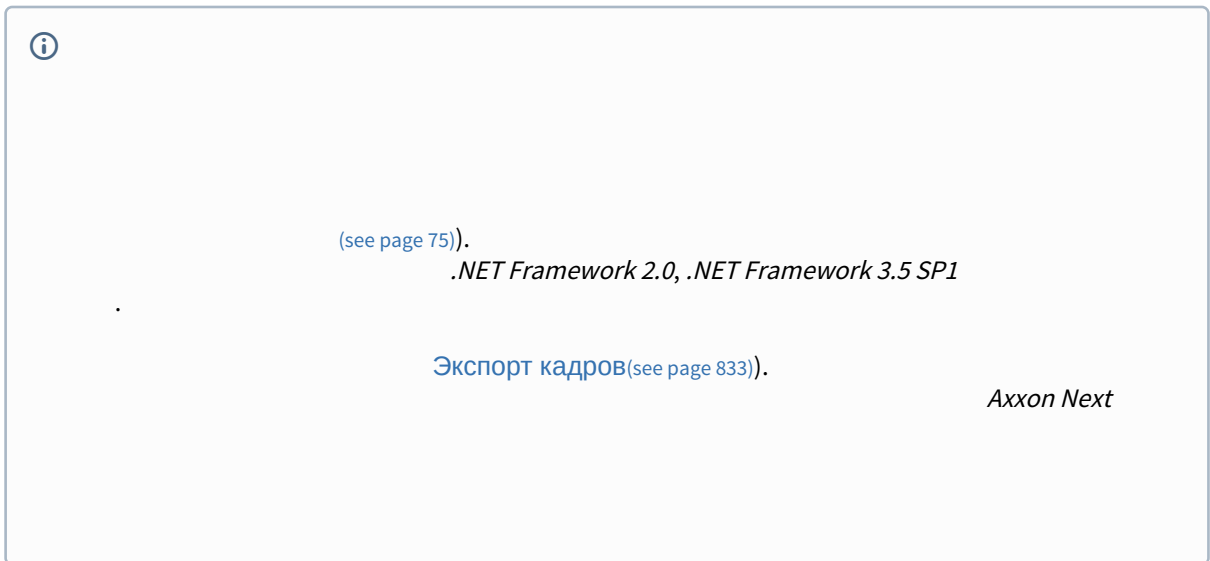 (see page 75)).
.NET Framework 2.0, .NET Framework 3.5 SP1
.
Экспорт кадров(see page 833)).
Axxon Next